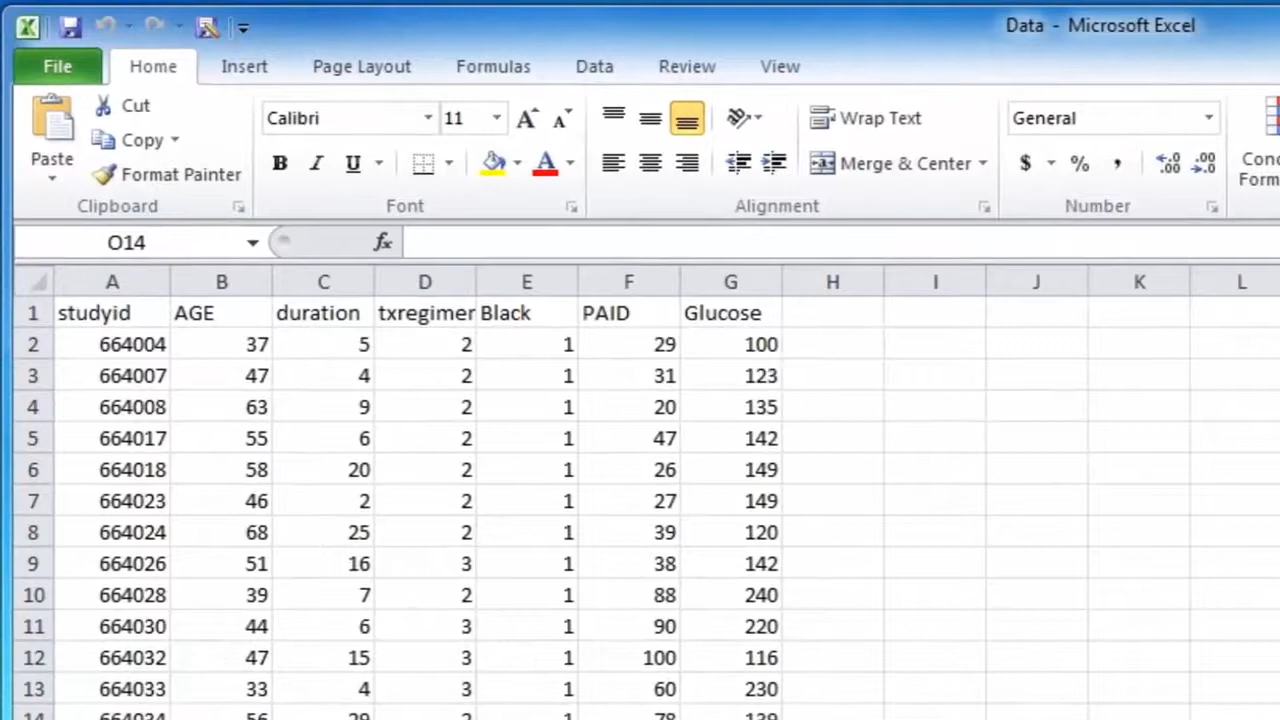 Data - Microsoft Excel
File Home Insert Page Layout Formulas Data Review View
Paste Cut Copy Format Painter
Calibri 11
B I U A
Wrap Text
Merge & Center
General
$ % , .0 .00 .00 .0
Clipboard Font Alignment Number
O14 fx
A B C D E F G H I J K L
1 studyid AGE duration txregimer Black PAID Glucose
2 664004 37 5 2 1 29 100
3 664007 47 4 2 1 31 123
4 664008 63 9 2 1 20 135
5 664017 55 6 2 1 47 142
6 664018 58 20 2 1 26 149
7 664023 46 2 2 1 27 149
8 664024 68 25 2 1 39 120
9 664026 51 16 3 1 38 142
10 664028 39 7 2 1 88 240
11 664030 44 6 3 1 90 220
12 664032 47 15 3 1 100 116
13 664033 33 4 3 1 60 230